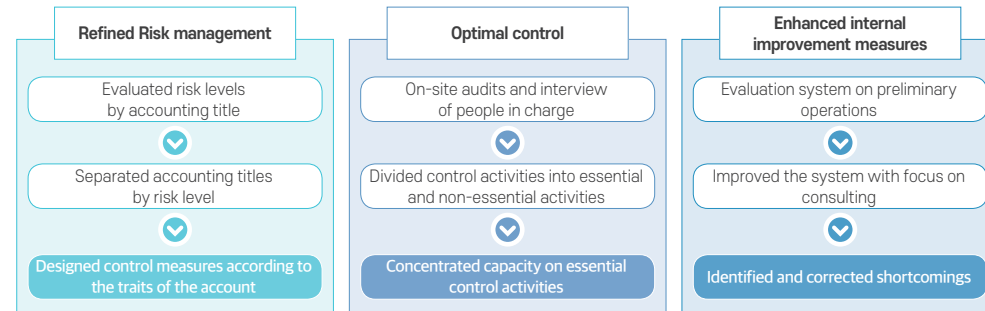 Refined Risk management
Evaluated risk levels
by accounting title
Separated accounting titles
by risk level
Designed control measures according to
the traits of the account
Optimal control
On-site audits and interview
of people in charge
Divided control activities into essential
and non-essential activities
Concentrated capacity on essential
control activities
Enhanced internal
improvement measures
Evaluation system on preliminary
operations
Improved the system with focus on
consulting
Identified and corrected shortcomings